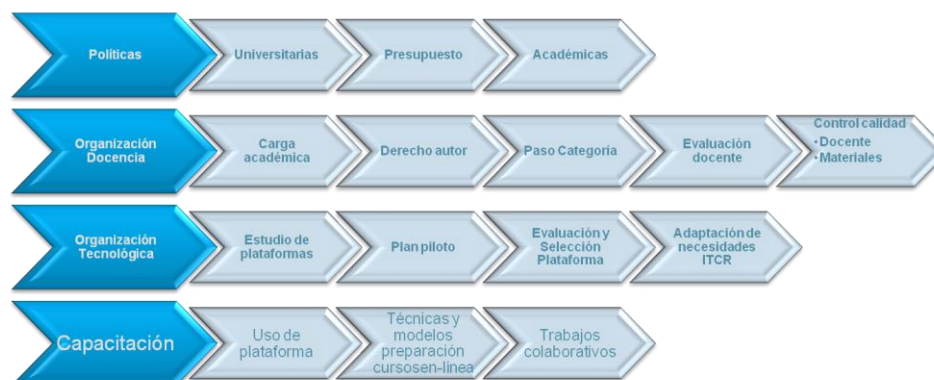 Políticas
Universitarias
Presupuesto
Académicas
Organización
Docencia
Carga
académica
Derecho autor
Paso Categoría
Evaluación
docente
Control calidad
•Docente
•Materiales
Organización
Tecnológica
Estudio de
plataformas
Plan piloto
Evaluación y
Selección
Plataforma
Adaptación de
necesidades
ITCR
Capacitación
Uso de
plataforma
Técnicas y
modelos
preparación
cursosen-línea
Trabajos
colaborativos